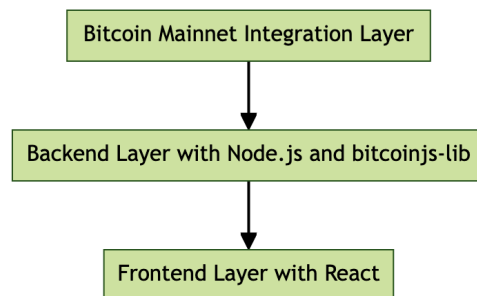 Bitcoin Mainnet Integration Layer
Backend Layer with Node.js and bitcoinjs-lib
Frontend Layer with React